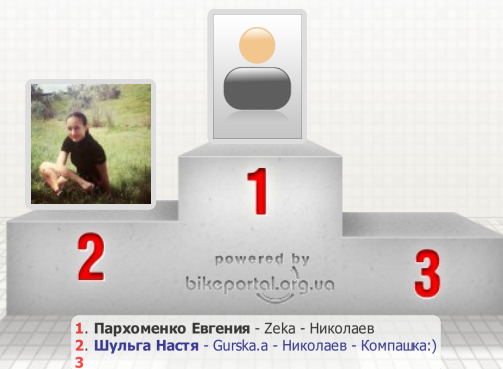 1
2
3
powered by
bikeportal.org.ua
1. Пархоменко Евгения - Zeka - Николаев
2. Шульга Настя - Gurska.a - Николаев - Компашка:)
3